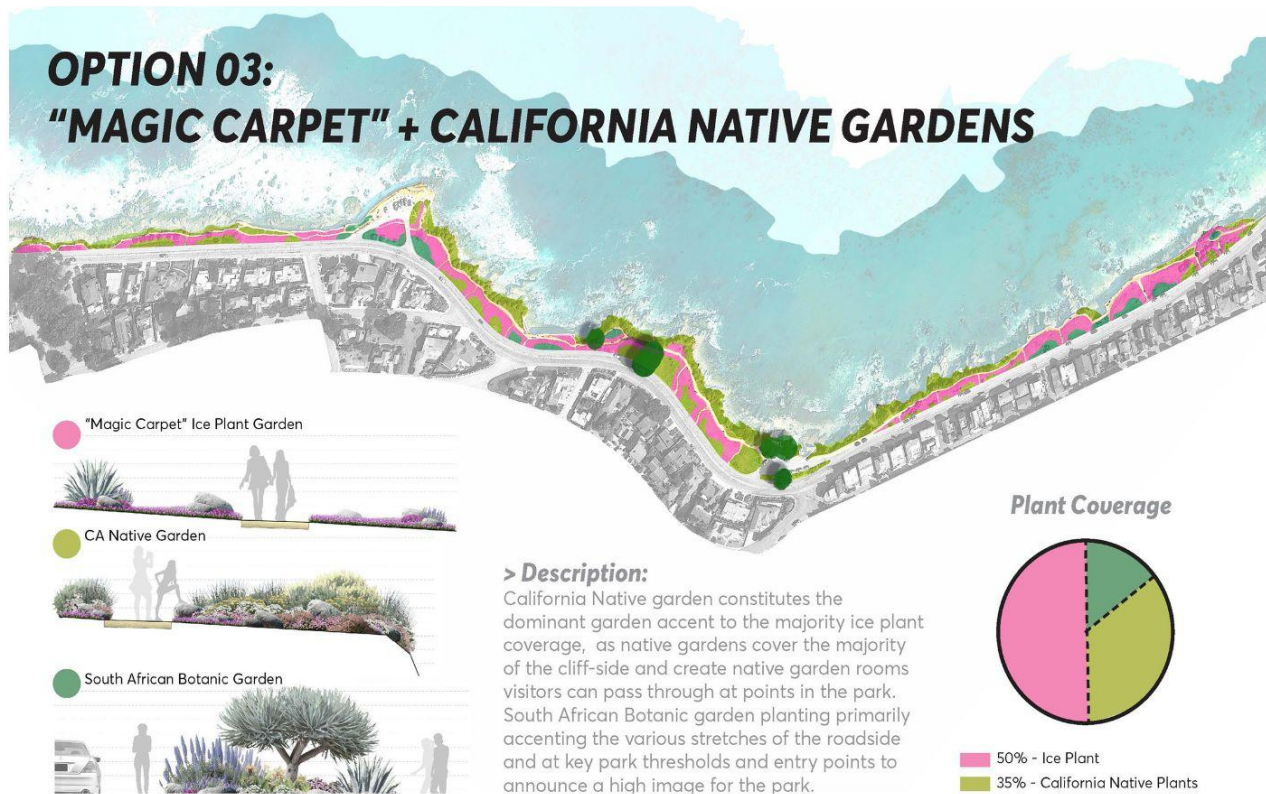 OPTION 03:
“MAGIC CARPET” + CALIFORNIA NATIVE GARDENS
“Magic Carpet” Ice Plant Garden
CA Native Garden
South African Botanic Garden
> Description:
California Native garden constitutes the
dominant garden accent to the majority ice plant
coverage, as native gardens cover the majority
of the cliff-side and create native garden rooms
visitors can pass through at points in the park.
South African Botanic garden planting primarily
accenting the various stretches of the roadside
and at key park thresholds and entry points to
announce a high image for the park.
Plant Coverage
50% - Ice Plant
35% - California Native Plants